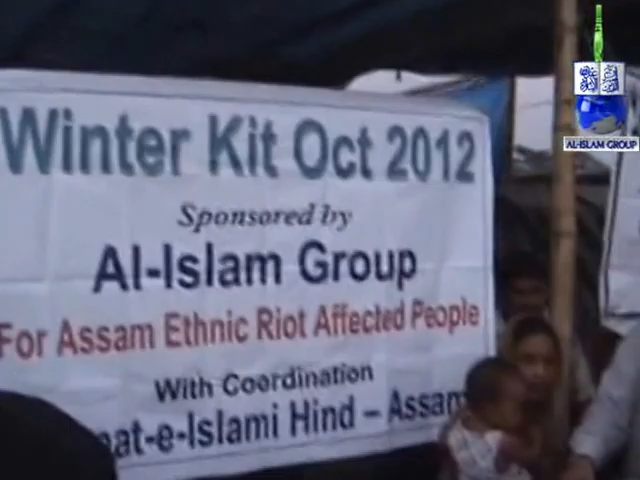 Winter Kit Oct 2012
Sponsored by
Al-Islam Group
For Assam Ethnic Riot Affected People
With Coordination
aat-e-Islami Hind – Assam
AL-ISLAM GROUP